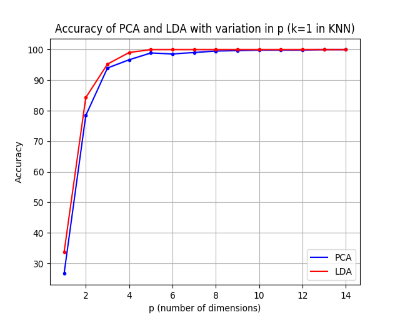 Accuracy of PCA and LDA with variation in p (k=1 in KNN)
100
90
80
70
60
50
40
30
Accuracy
2 4 6 8 10 12 14
p (number of dimensions)
PCA
LDA